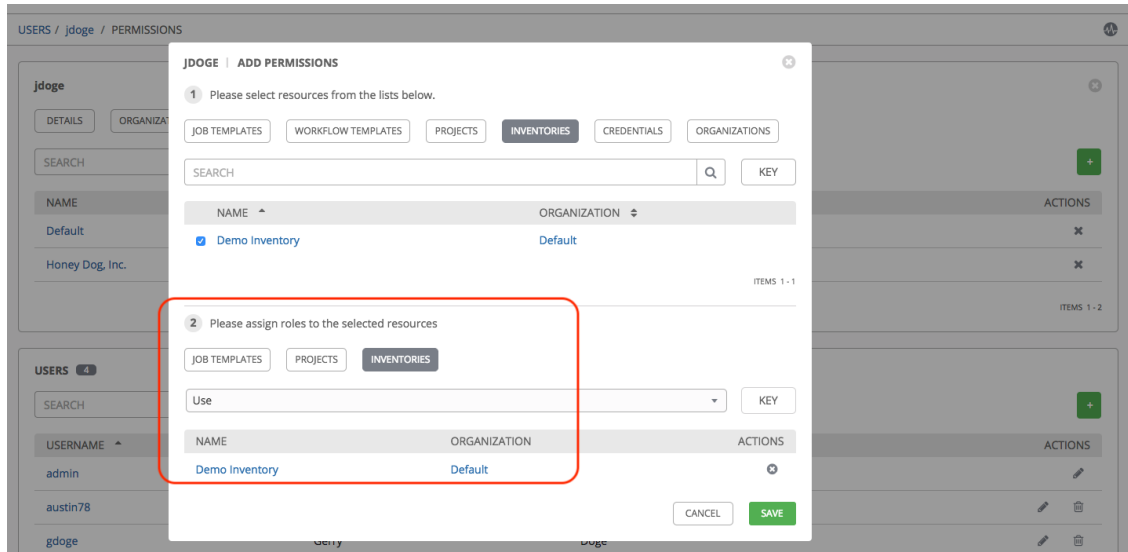 USERS / jdoge / PERMISSIONS
JDOGE | ADD PERMISSIONS
1 Please select resources from the lists below.
JOB TEMPLATES WORKFLOW TEMPLATES PROJECTS INVENTORIES CREDENTIALS ORGANIZATIONS
SEARCH KEY
NAME ORGANIZATION
Demo Inventory Default
ITEMS 1 - 1
2 Please assign roles to the selected resources
JOB TEMPLATES PROJECTS INVENTORIES
Use KEY
NAME ORGANIZATION ACTIONS
Demo Inventory Default
CANCEL SAVE
jdoge
DETAILS
SEARCH
NAME ACTIONS
Default
Honey Dog, Inc.
ITEMS 1 - 2
USERS 4
SEARCH
USERNAME ACTIONS
admin
austin78
gdoge Gerry Doge